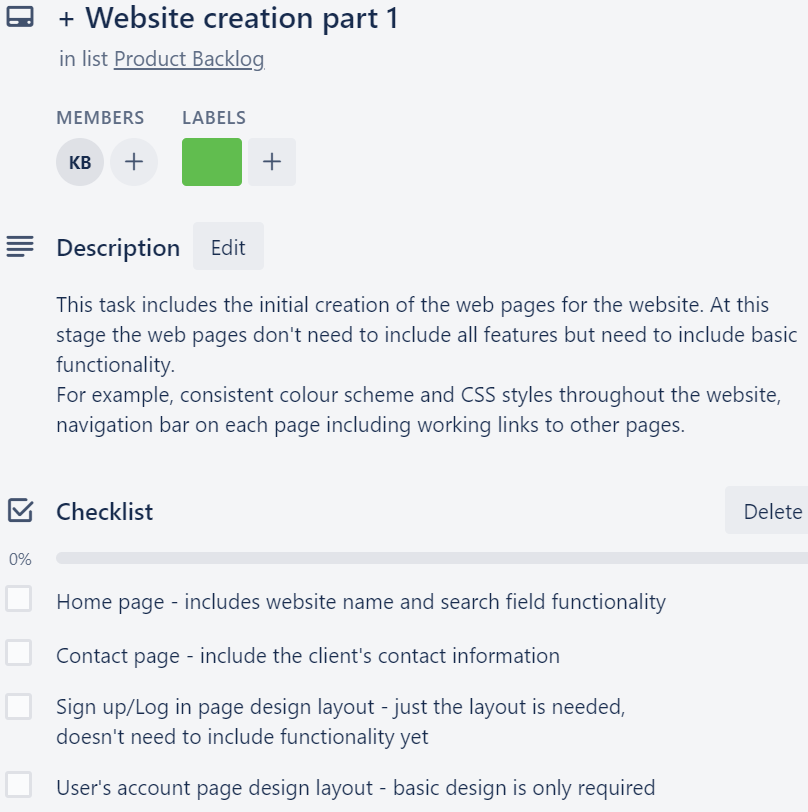 + Website creation part 1
in list Product Backlog
MEMBERS LABELS
KB + +
Description Edit
This task includes the initial creation of the web pages for the website. At this
stage the web pages don't need to include all features but need to include basic
functionality.
For example, consistent colour scheme and CSS styles throughout the website,
navigation bar on each page including working links to other pages.
Checklist Delete
0%
Home page - includes website name and search field functionality
Contact page - include the client's contact information
Sign up/Log in page design layout - just the layout is needed,
doesn't need to include functionality yet
User's account page design layout - basic design is only required